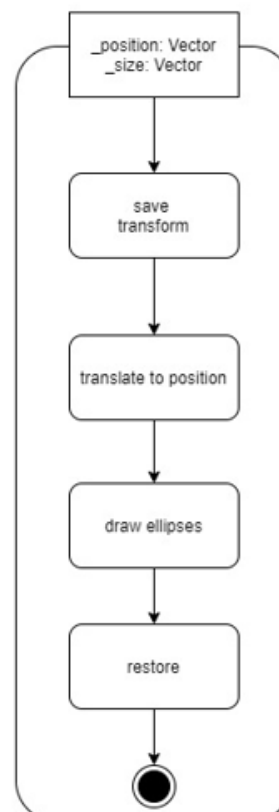 _position: Vector
_size: Vector
save
transform
translate to position
draw ellipses
restore